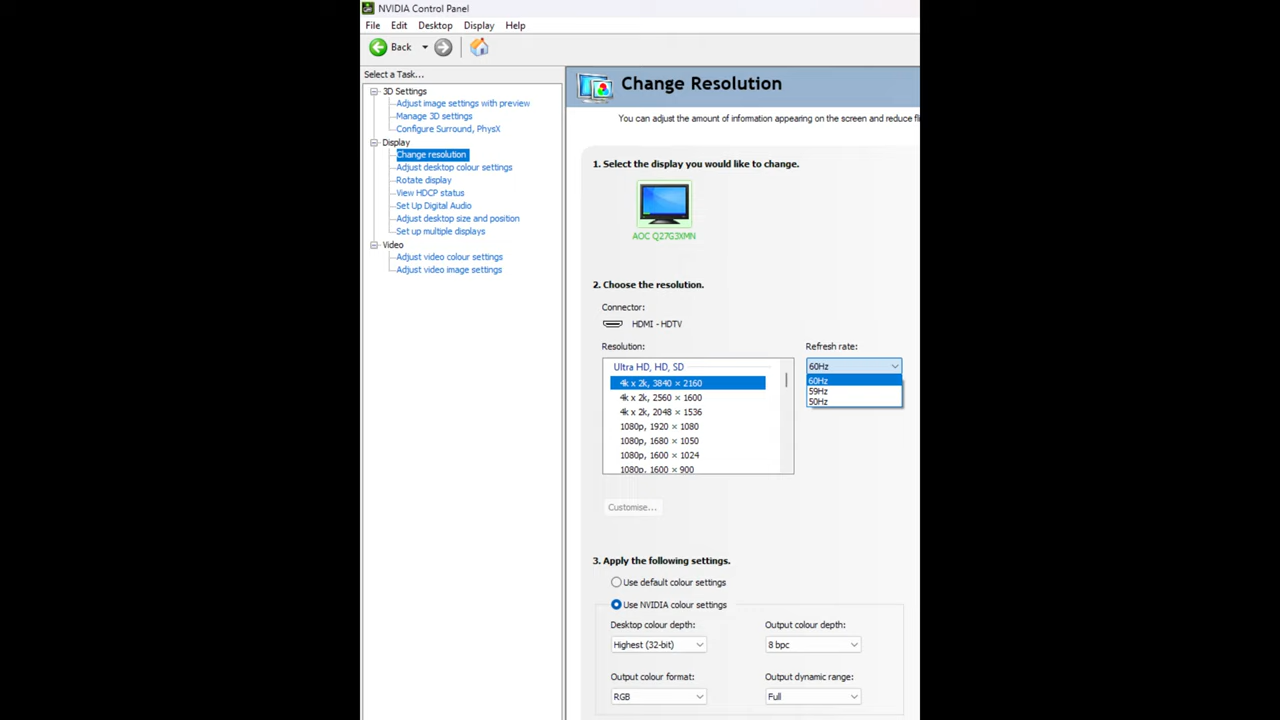 NVIDIA Control Panel
File Edit Desktop Display Help
Back
Select a Task...
3D Settings
Adjust image settings with preview
Manage 3D settings
Configure Surround, PhysX
Display
Change resolution
Adjust desktop colour settings
Rotate display
View HDCP status
Set Up Digital Audio
Adjust desktop size and position
Set up multiple displays
Video
Adjust video colour settings
Adjust video image settings
Change Resolution
You can adjust the amount of information appearing on the screen and reduce
1. Select the display you would like to change.
AOC Q27G3XMN
2. Choose the resolution.
Connector:
HDMI - HDTV
Resolution:
Ultra HD, HD, SD
4k x 2k, 3840 × 2160
4k x 2k, 2560 × 1600
4k x 2k, 2048 × 1536
1080p, 1920 × 1080
1080p, 1680 × 1050
1080p, 1600 × 1024
1080p, 1600 × 900
Refresh rate:
60Hz
60Hz
59Hz
50Hz
Customise...
3. Apply the following settings.
Use default colour settings
Use NVIDIA colour settings
Desktop colour depth:
Highest (32-bit)
Output colour depth:
8 bpc
Output colour format:
RGB
Output dynamic range:
Full